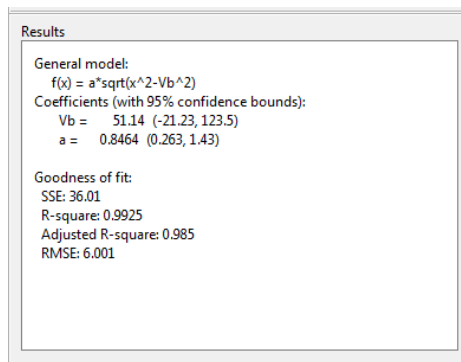 Results
General model:
f(x) = a*sqrt(x^2-Vb^2)
Coefficients (with 95% confidence bounds):
Vb = 51.14 (-21.23, 123.5)
a = 0.8464 (0.263, 1.43)
Goodness of fit:
SSE: 36.01
R-square: 0.9925
Adjusted R-square: 0.985
RMSE: 6.001